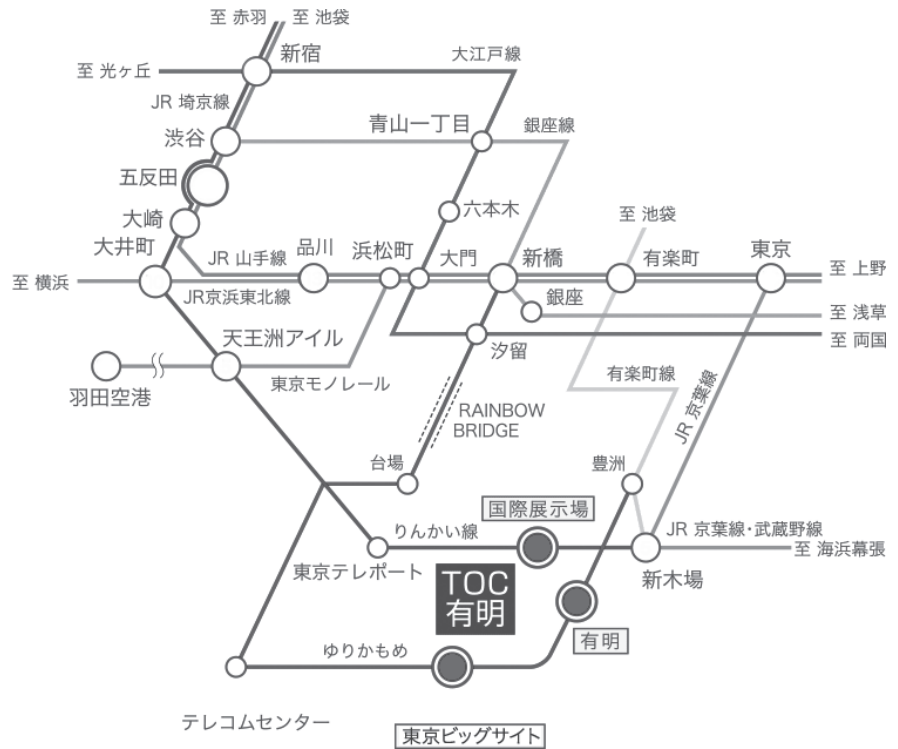 至 赤羽
至 池袋
新宿
大江戸線
至 光ヶ丘
JR 埼京線
青山一丁目
銀座線
渋谷
五反田
六本木
至 池袋
大崎
大井町
JR 山手線
品川
浜松町
大門
新橋
有楽町
東京
至 上野
至 横浜
JR京浜東北線
銀座
至 浅草
天王洲アイル
汐留
至 両国
羽田空港
東京モノレール
有楽町線
JR 京葉線
RAINBOW
BRIDGE
台場
豊洲
国際展示場
りんかい線
JR 京葉線・武蔵野線
至 海浜幕張
東京テレポート
TOC
有明
新木場
有明
ゆりかもめ
テレコムセンター
東京ビッグサイト